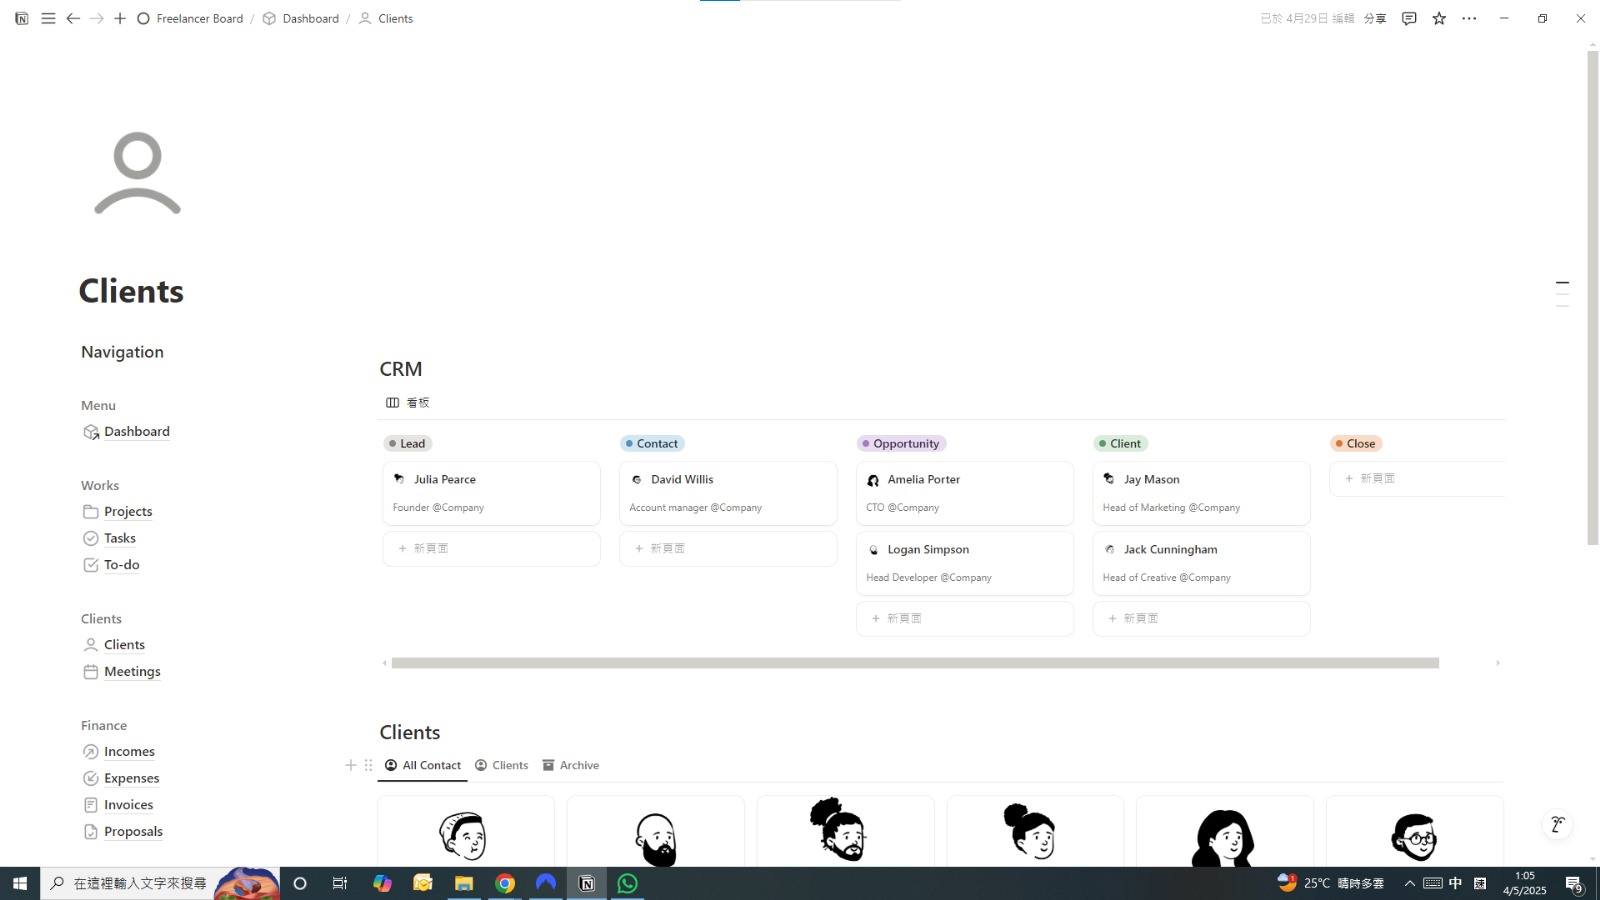 Freelancer Board / Dashboard / Clients
已於 4月29日 編輯 分享
Clients
Navigation
Menu
Dashboard
Works
Projects
Tasks
To-do
Clients
Clients
Meetings
Finance
Incomes
Expenses
Invoices
Proposals
CRM
看板
Lead
Julia Pearce
Founder @Company
+ 新頁面
Contact
David Willis
Account manager @Company
+ 新頁面
Opportunity
Amelia Porter
CTO @Company
Logan Simpson
Head Developer @Company
+ 新頁面
Client
Jay Mason
Head of Marketing @Company
Jack Cunningham
Head of Creative @Company
+ 新頁面
Close
+ 新頁面
Clients
All Contact Clients Archive
在這裡輸入文字來搜尋
1
25°C 晴時多雲
中
1:05
4/5/2025
9